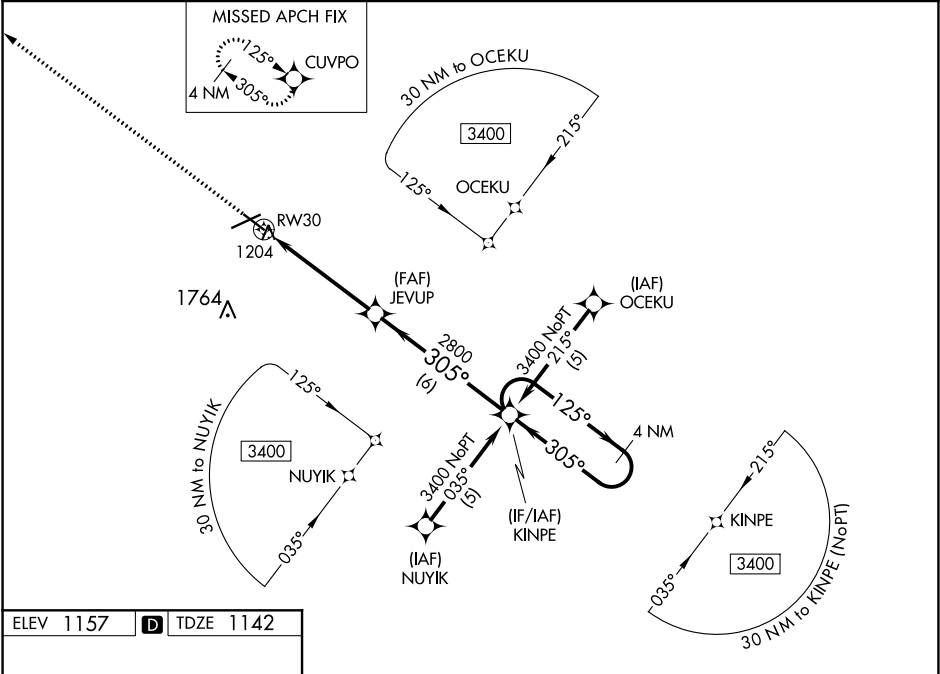 MISSED APCH FIX
125°
CUVPO
4 NM
305°
30 NM to OCEKU
3400
215°
125°
OCEKU
RW30
1204
1764
(FAF)
JEVUP
(IAF)
OCEKU
3400 NoPT
215°
(5)
2800
305°
(6)
125°
305°
4 NM
30 NM to NUYIK
125°
3400
NUYIK
035°
3400 NoPT
035°
(5)
(IF/IAF)
KINPE
(IAF)
NUYIK
215°
KINPE
3400
035°
30 NM to KINPE (NoPT)
ELEV 1157 D TDZE 1142